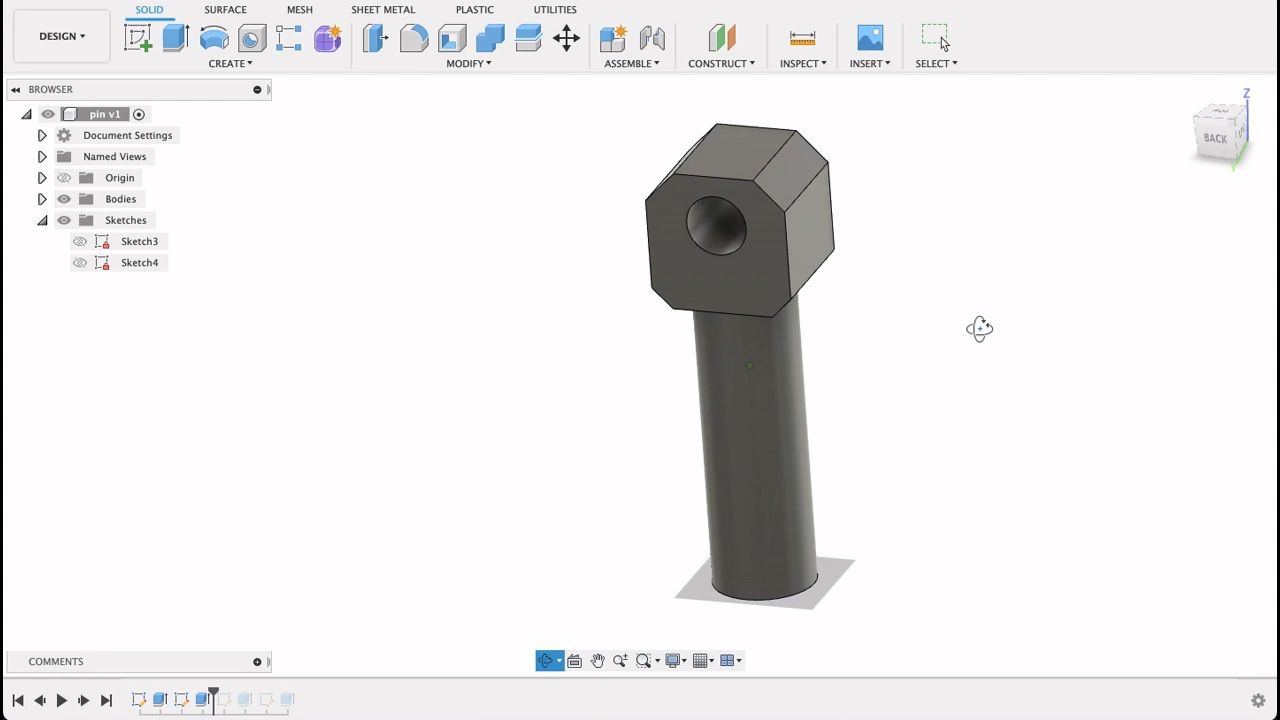 SOLID SURFACE MESH SHEET METAL PLASTIC UTILITIES
DESIGN
CREATE MODIFY ASSEMBLE CONSTRUCT INSPECT INSERT SELECT
BROWSER
pin v1
Document Settings
Named Views
Origin
Bodies
Sketches
Sketch3
Sketch4
Z
BACK
Y
COMMENTS